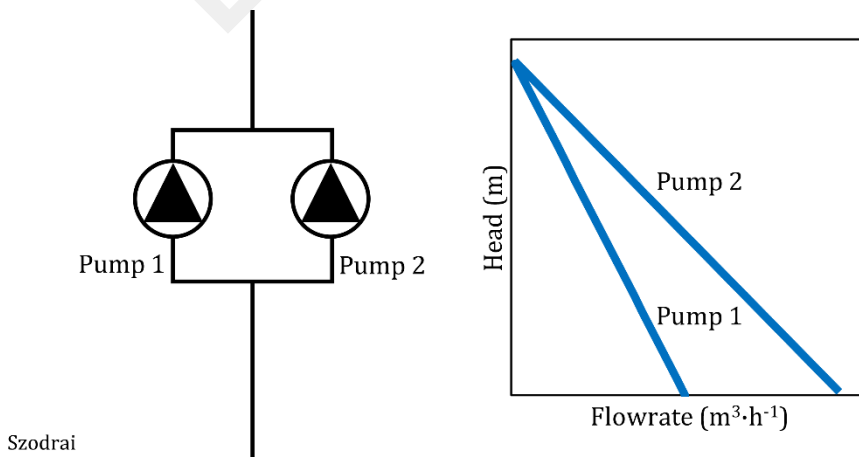 Pump 1
Pump 2
Szodrai
Head (m)
Pump 2
Pump 1
Flowrate (m³·h⁻¹)